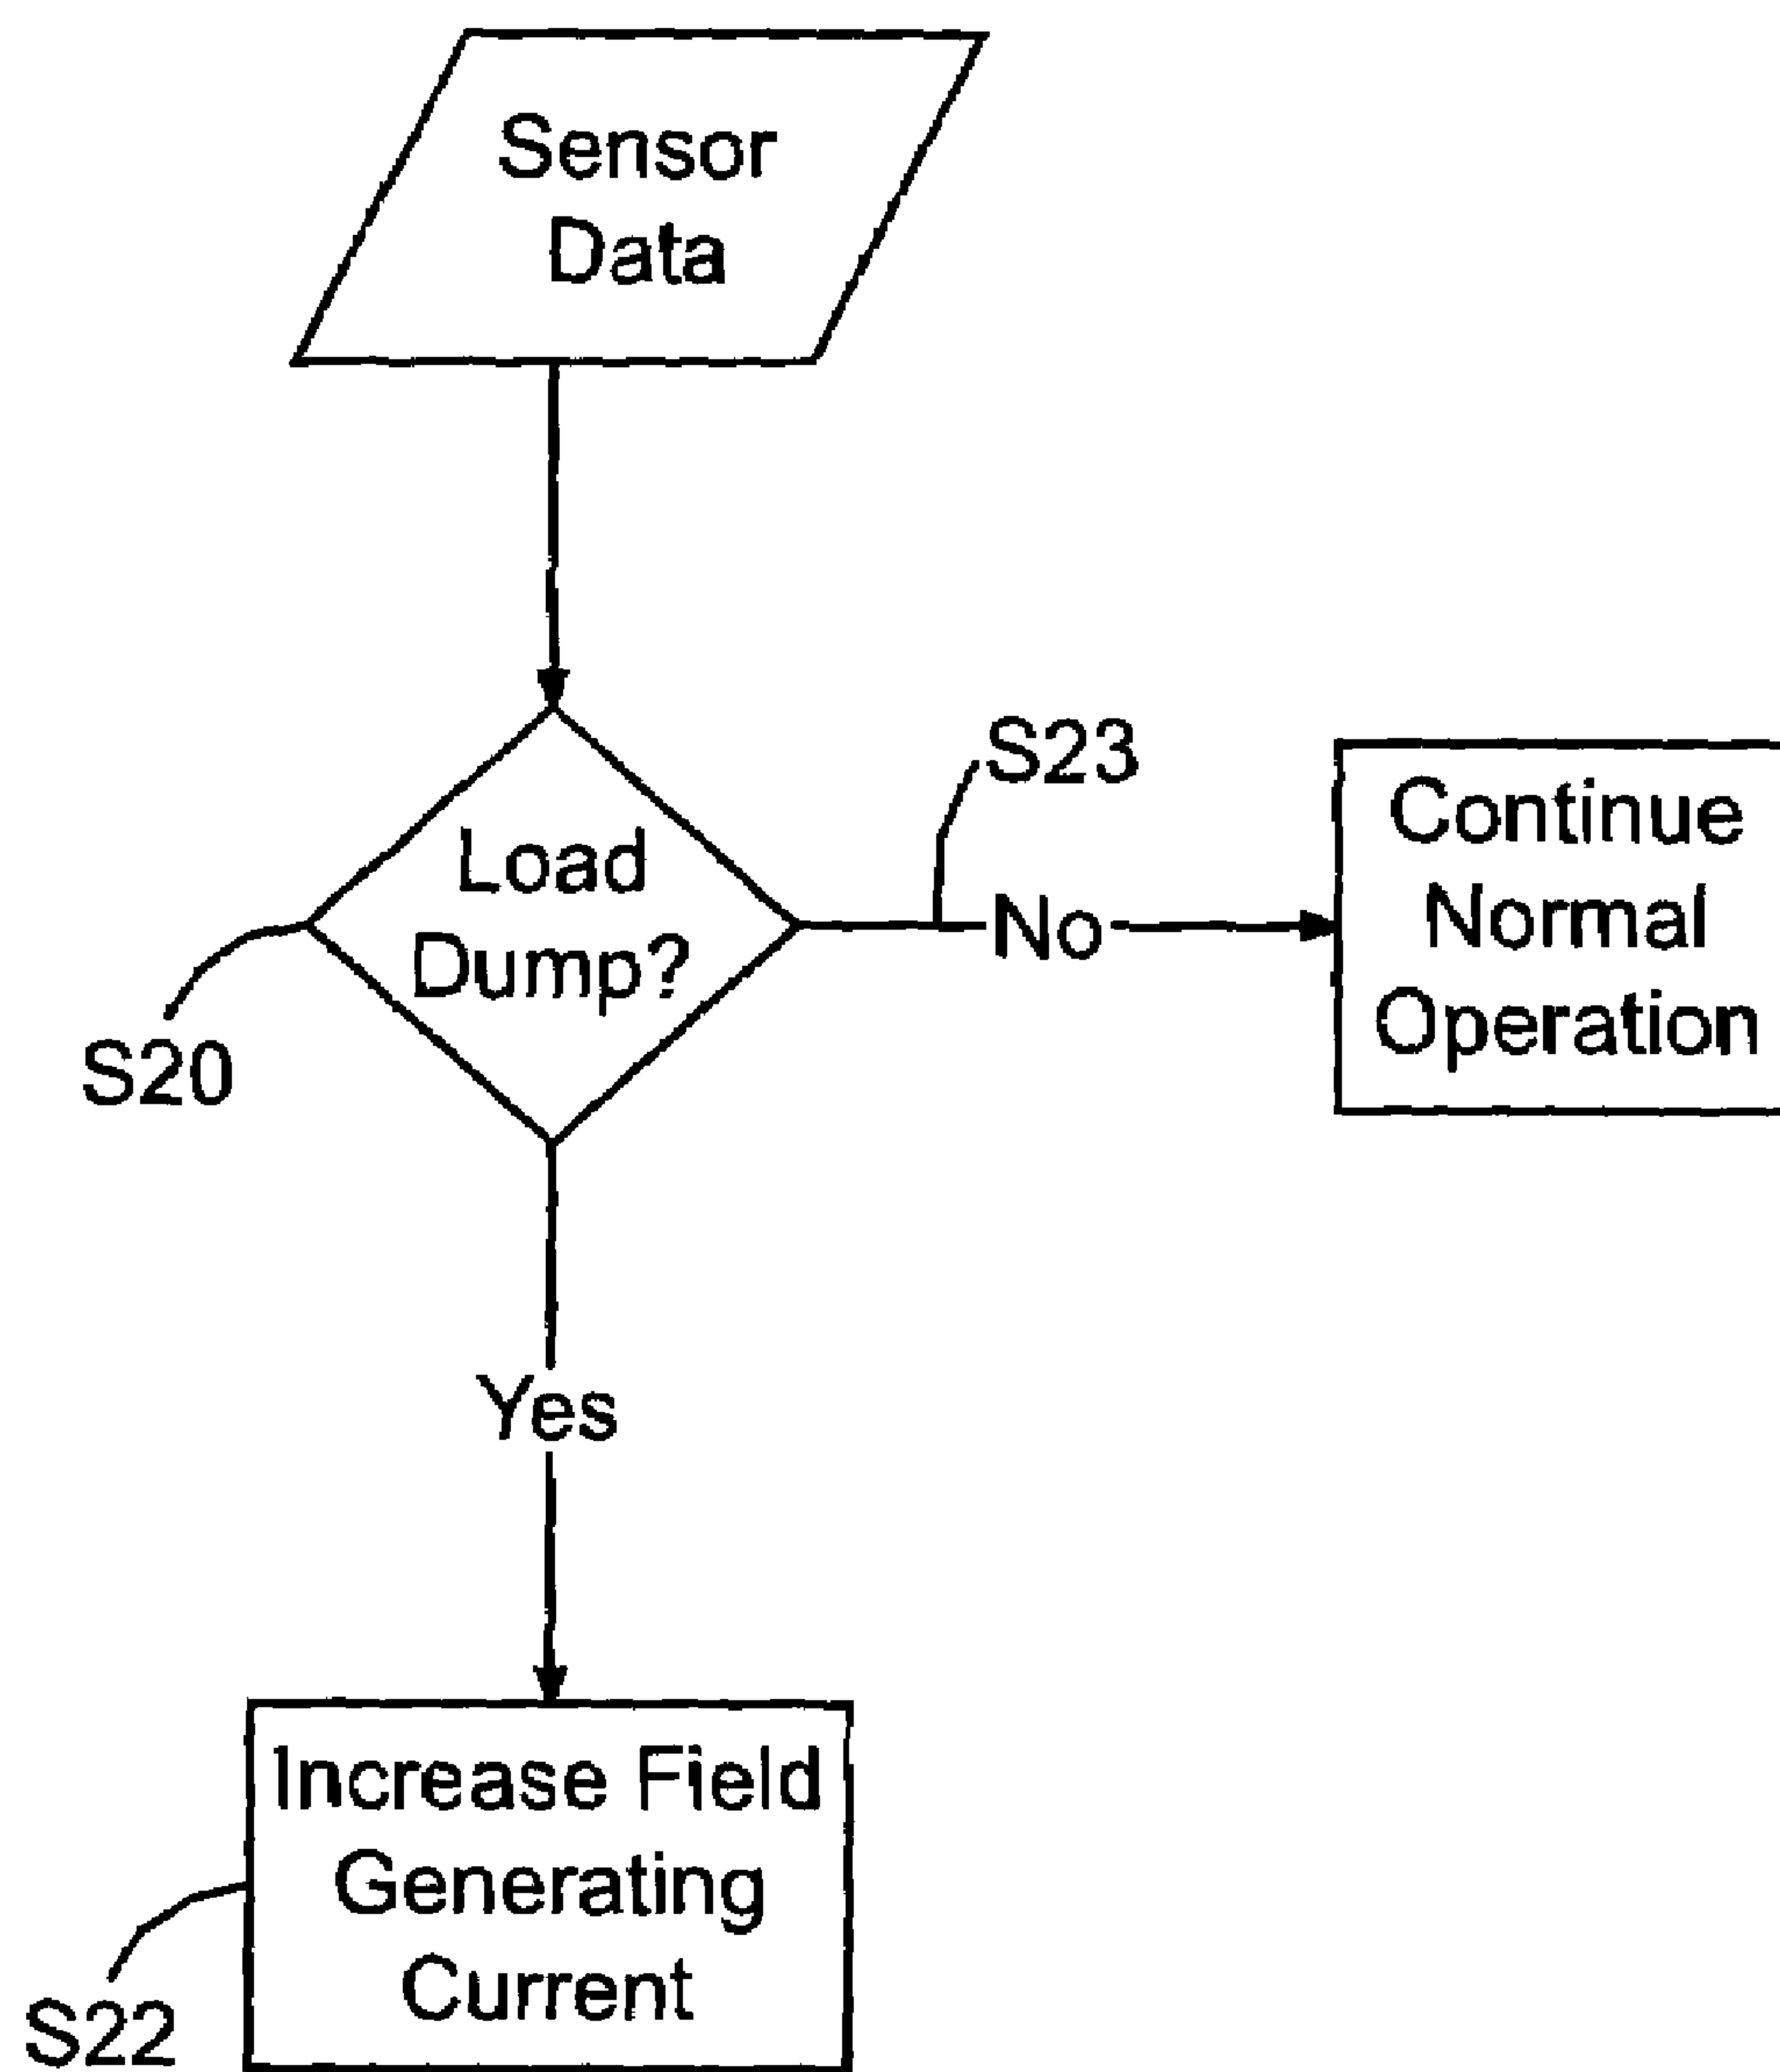 Sensor
Data
S23
Load
Dump?
No
Continue
Normal
Operation
S20
Yes
Increase Field
Generating
Current
S22